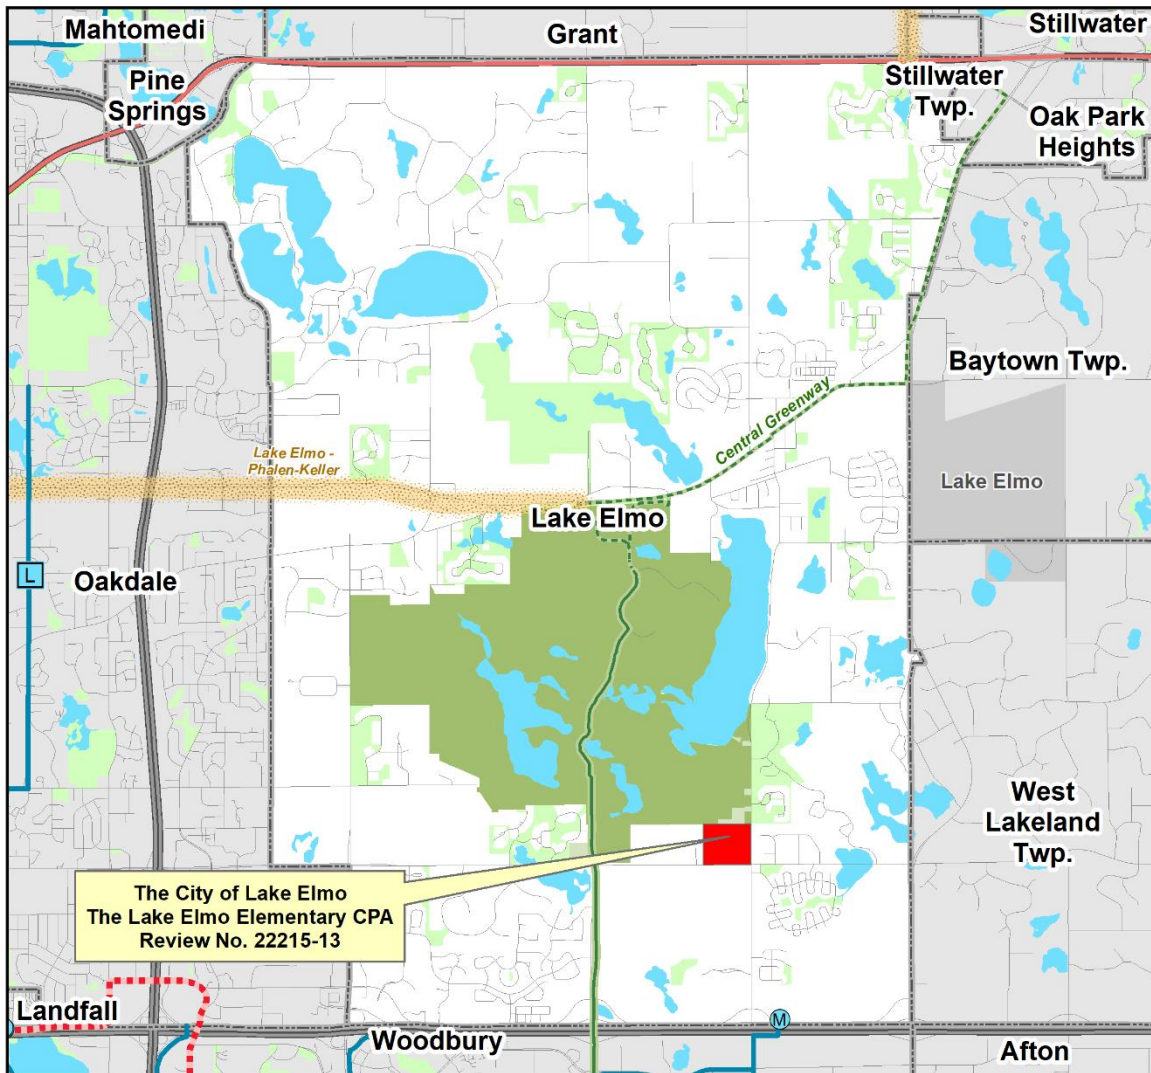 Mahtomedi
Grant
Stillwater
Pine
Springs
Stillwater
Twp.
Oak Park
Heights
Baytown Twp.
Central Greenway
Lake Elmo -
Phalen-Keller
Lake Elmo
Lake Elmo
L
Oakdale
West
Lakeland
Twp.
The City of Lake Elmo
The Lake Elmo Elementary CPA
Review No. 22215-13
Landfall
M
Woodbury
Afton